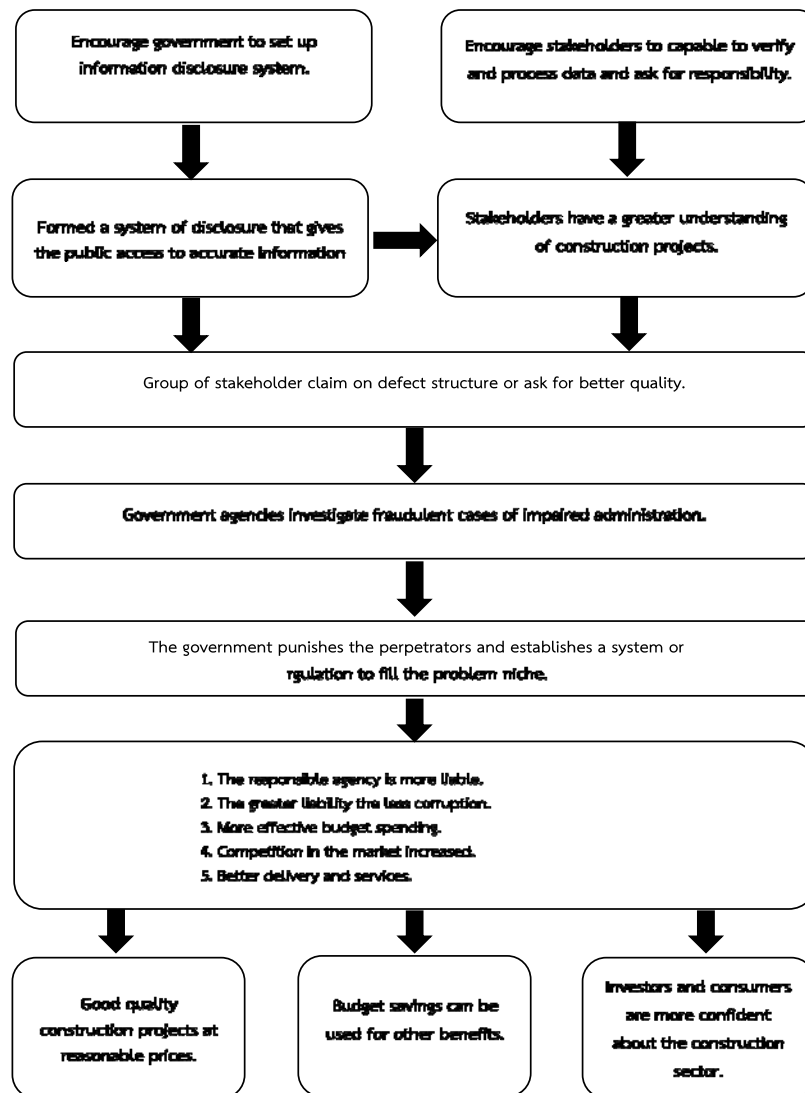 Encourage government to set up
information disclosure system.
Encourage stakeholders to capable to verify
and process data and ask for responsibility.
Formed a system of disclosure that gives
the public access to accurate information
Stakeholders have a greater understanding
of construction projects.
Group of stakeholder claim on defect structure or ask for better quality.
Government agencies investigate fraudulent cases of impaired administration.
The government punishes the perpetrators and establishes a system or
rgulation to fill the problem niche.
1. The responsible agency is more liable.
2. The greater liability the less corruption.
3. More effective budget spending.
4. Competition in the market increased.
5. Better delivery and services.
Good quality
construction projects at
reasonable prices.
Budget savings can be
used for other benefits.
Investors and consumers
are more confident
about the construction
sector.